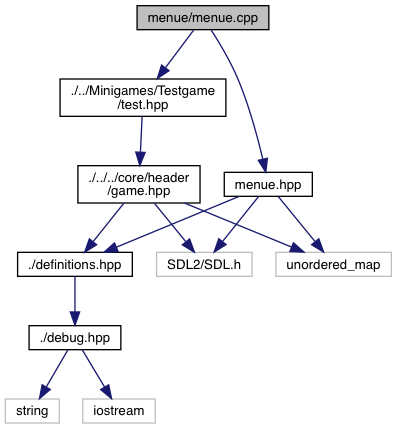 menue/menue.cpp
./../Minigames/Testgame
/test.hpp
./../../core/header
/game.hpp
menue.hpp
./definitions.hpp
SDL2/SDL.h
unordered_map
./debug.hpp
string
iostream